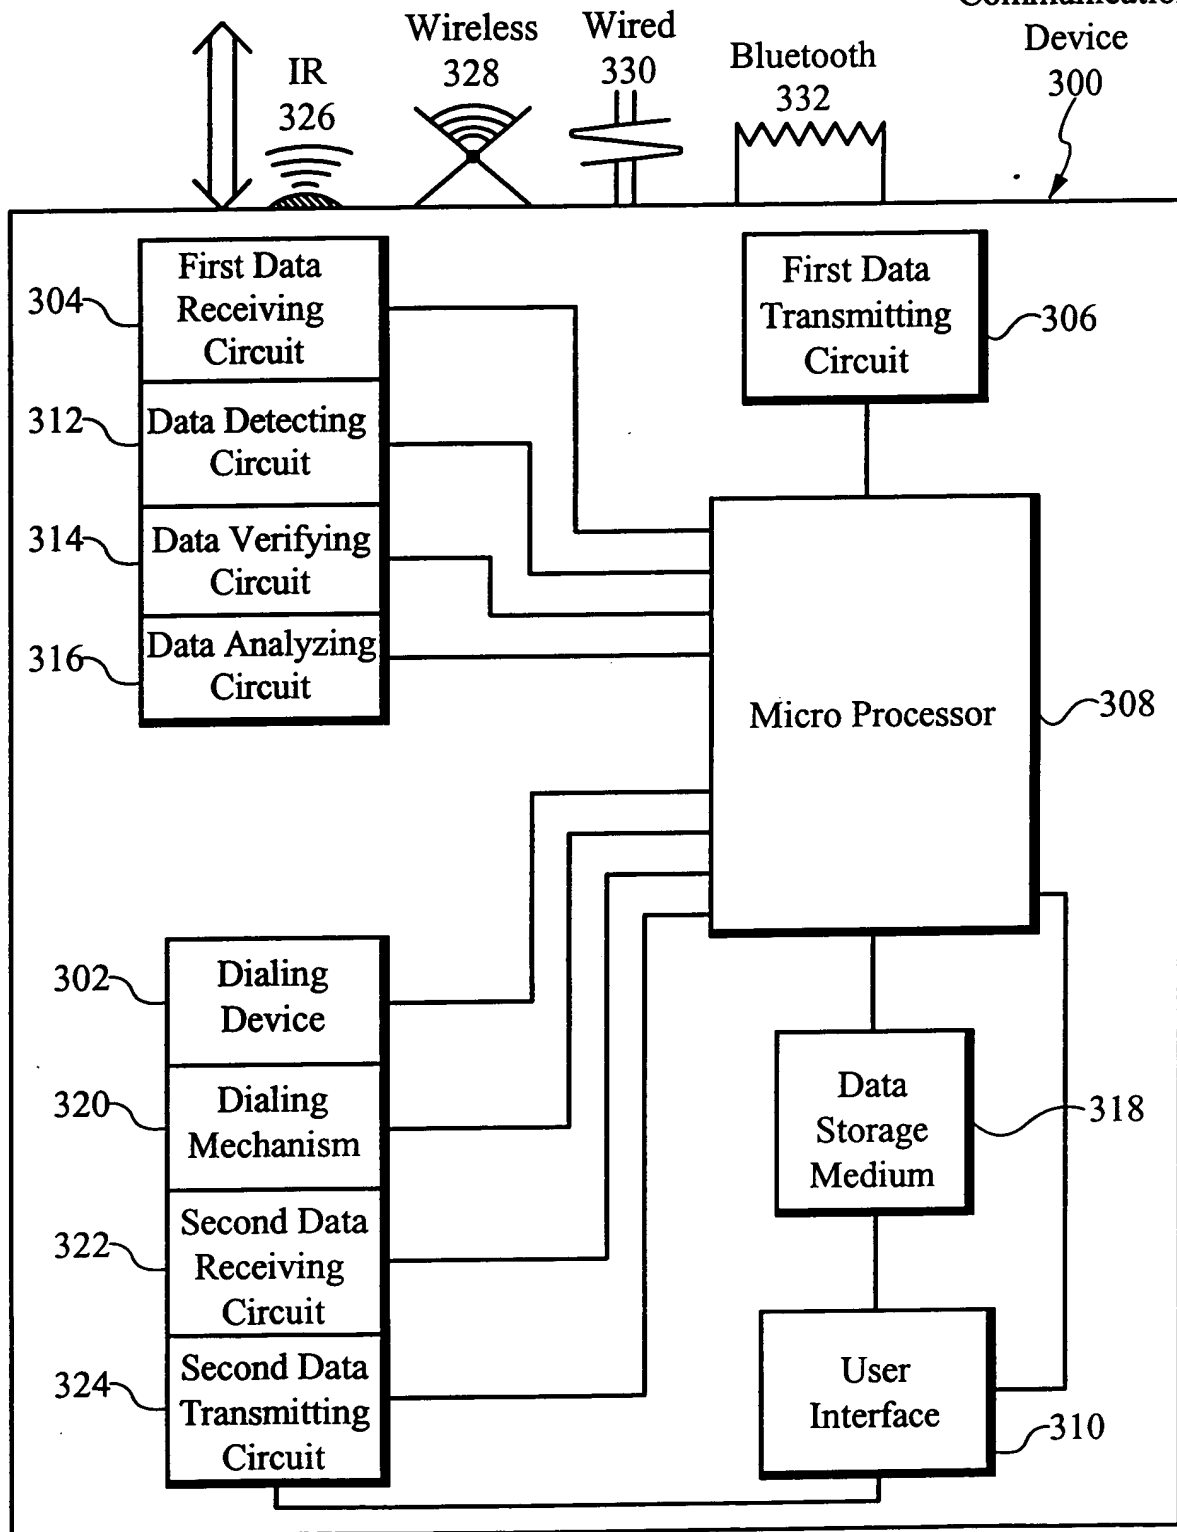 Communication
Device
300
Wireless
328
Wired
330
Bluetooth
332
IR
326
First Data
Receiving
Circuit
304
Data Detecting
Circuit
312
Data Verifying
Circuit
314
Data Analyzing
Circuit
316
First Data
Transmitting
Circuit
306
Micro Processor
308
Dialing
Device
302
Dialing
Mechanism
320
Second Data
Receiving
Circuit
322
Second Data
Transmitting
Circuit
324
Data
Storage
Medium
318
User
Interface
310